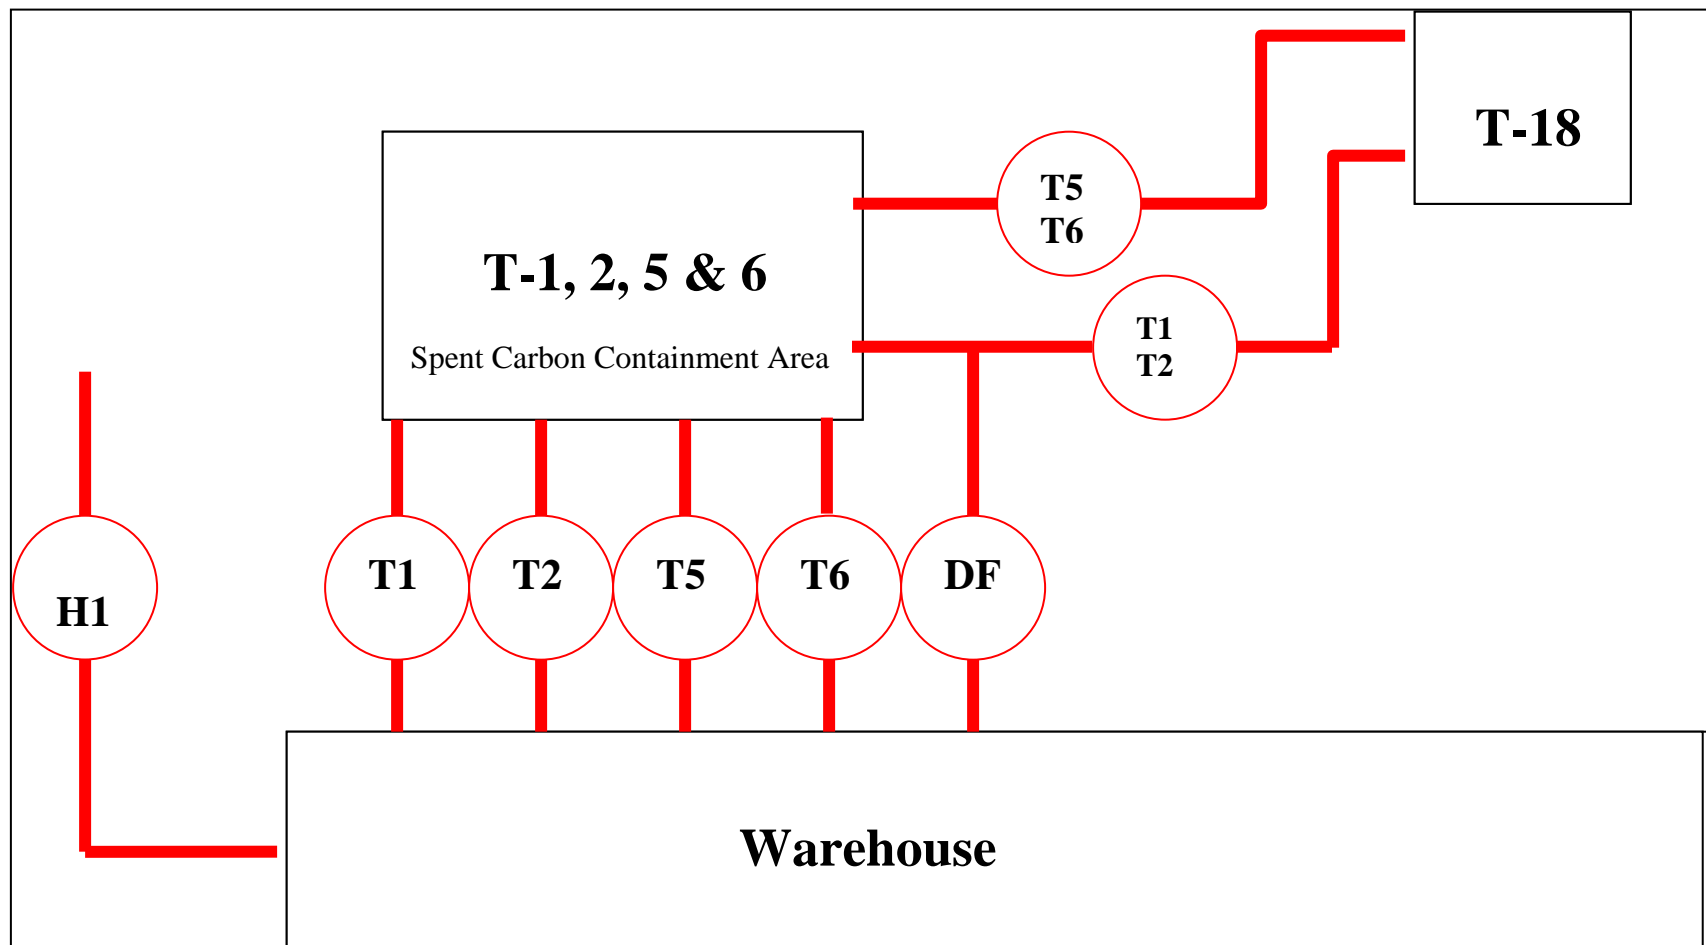 T-18
T5
T6
T-1, 2, 5 & 6
T1
T2
Spent Carbon Containment Area
T1
T2
T5
T6
DF
H1
Warehouse